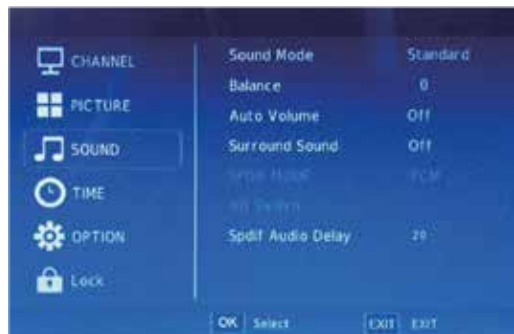 CHANNEL
PICTURE
SOUND
TIME
OPTION
Lock
Sound Mode Standard
Balance 0
Auto Volume Off
Surround Sound Off
Spdif Audio Delay 20
OK Select EXIT EXIT